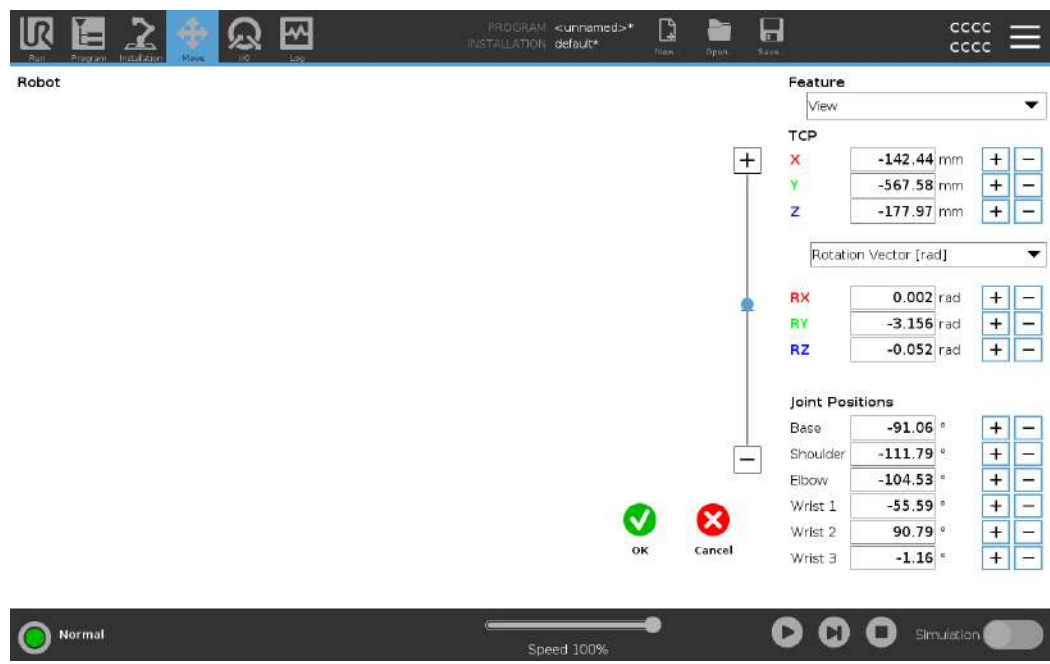 PROGRAM <unnamed>*
INSTALLATION default*
Run Program Installation Move I/O Log New... Open... Save...
CCCC
CCCC
Robot
Feature
View
TCP
X -142.44 mm + −
Y -567.58 mm + −
Z -177.97 mm + −
Rotation Vector [rad]
RX 0.002 rad + −
RY -3.156 rad + −
RZ -0.052 rad + −
Joint Positions
Base -91.06 ° + −
Shoulder -111.79 ° + −
Elbow -104.53 ° + −
Wrist 1 -55.59 ° + −
Wrist 2 90.79 ° + −
Wrist 3 -1.16 ° + −
OK Cancel
Normal
Speed 100%
Simulation